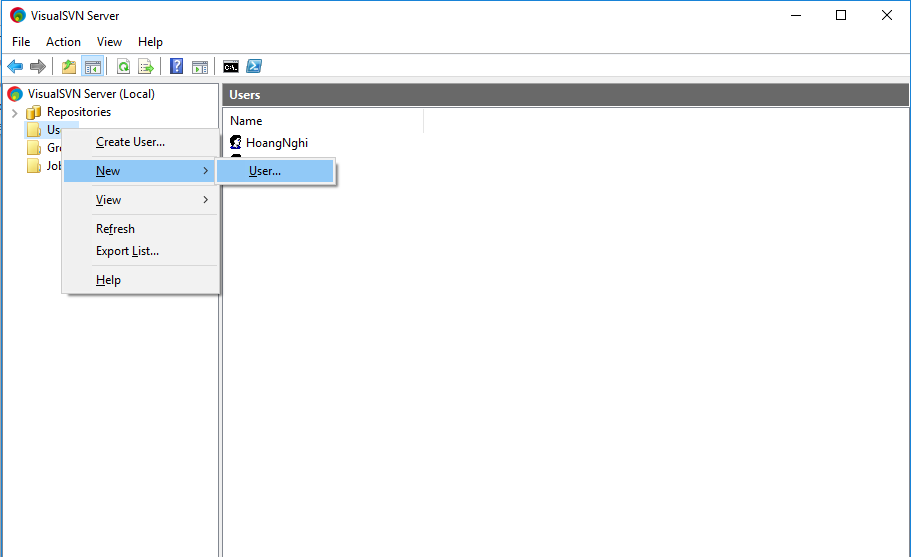 VisualSVN Server
File Action View Help
VisualSVN Server (Local)
Repositories
Create User...
New
User...
View
Refresh
Export List...
Help
Users
Name
HoangNghi